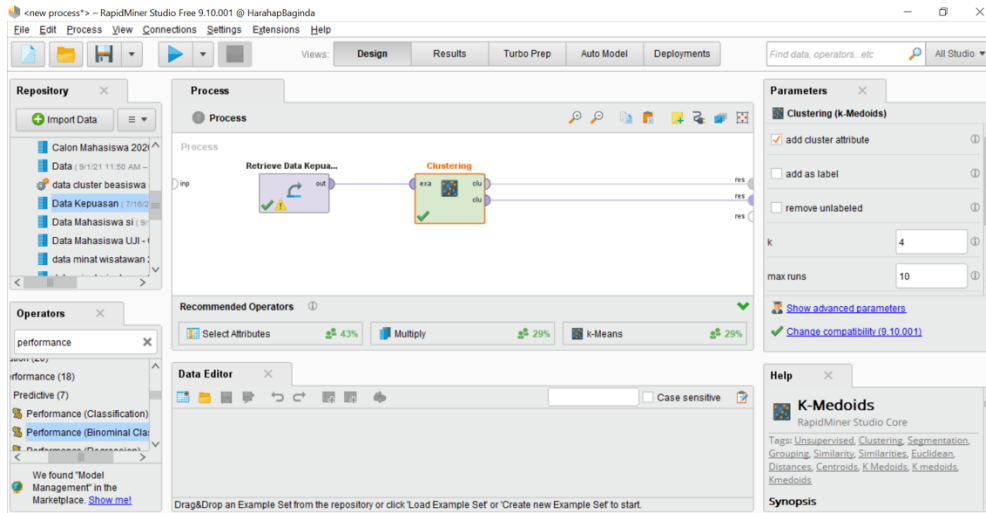 <new process*> – RapidMiner Studio Free 9.10.001 @ HarahapBaginda
File Edit Process View Connections Settings Extensions Help
Views: Design Results Turbo Prep Auto Model Deployments
Find data, operators...etc
All Studio
Repository
Import Data
Calon Mahasiswa 202
Data (9/1/21 11:50 AM –
data cluster beasiswa
Data Kepuasan (7/16/2
Data Mahasiswa si (9/
Data Mahasiswa UJI -
data minat wisatawan
Operators
performance
rformance (18)
Predictive (7)
Performance (Classification)
Performance (Binominal Clas
Performance (Regression)
We found "Model
Management" in the
Marketplace. Show me!
Process
Process
Process
Retrieve Data Kepua...
Clustering
inp
out
exa
clu
clu
res
res
res
Recommended Operators
Select Attributes 43%
Multiply 29%
k-Means 29%
Data Editor
Case sensitive
Drag&Drop an Example Set from the repository or click 'Load Example Set' or 'Create new Example Set' to start.
Parameters
Clustering (k-Medoids)
add cluster attribute
add as label
remove unlabeled
k 4
max runs 10
Show advanced parameters
Change compatibility (9.10.001)
Help
K-Medoids
RapidMiner Studio Core
Tags: Unsupervised, Clustering, Segmentation,
Grouping, Similarity, Similarities, Euclidean,
Distances, Centroids, K Medoids, K medoids,
Kmedoids
Synopsis